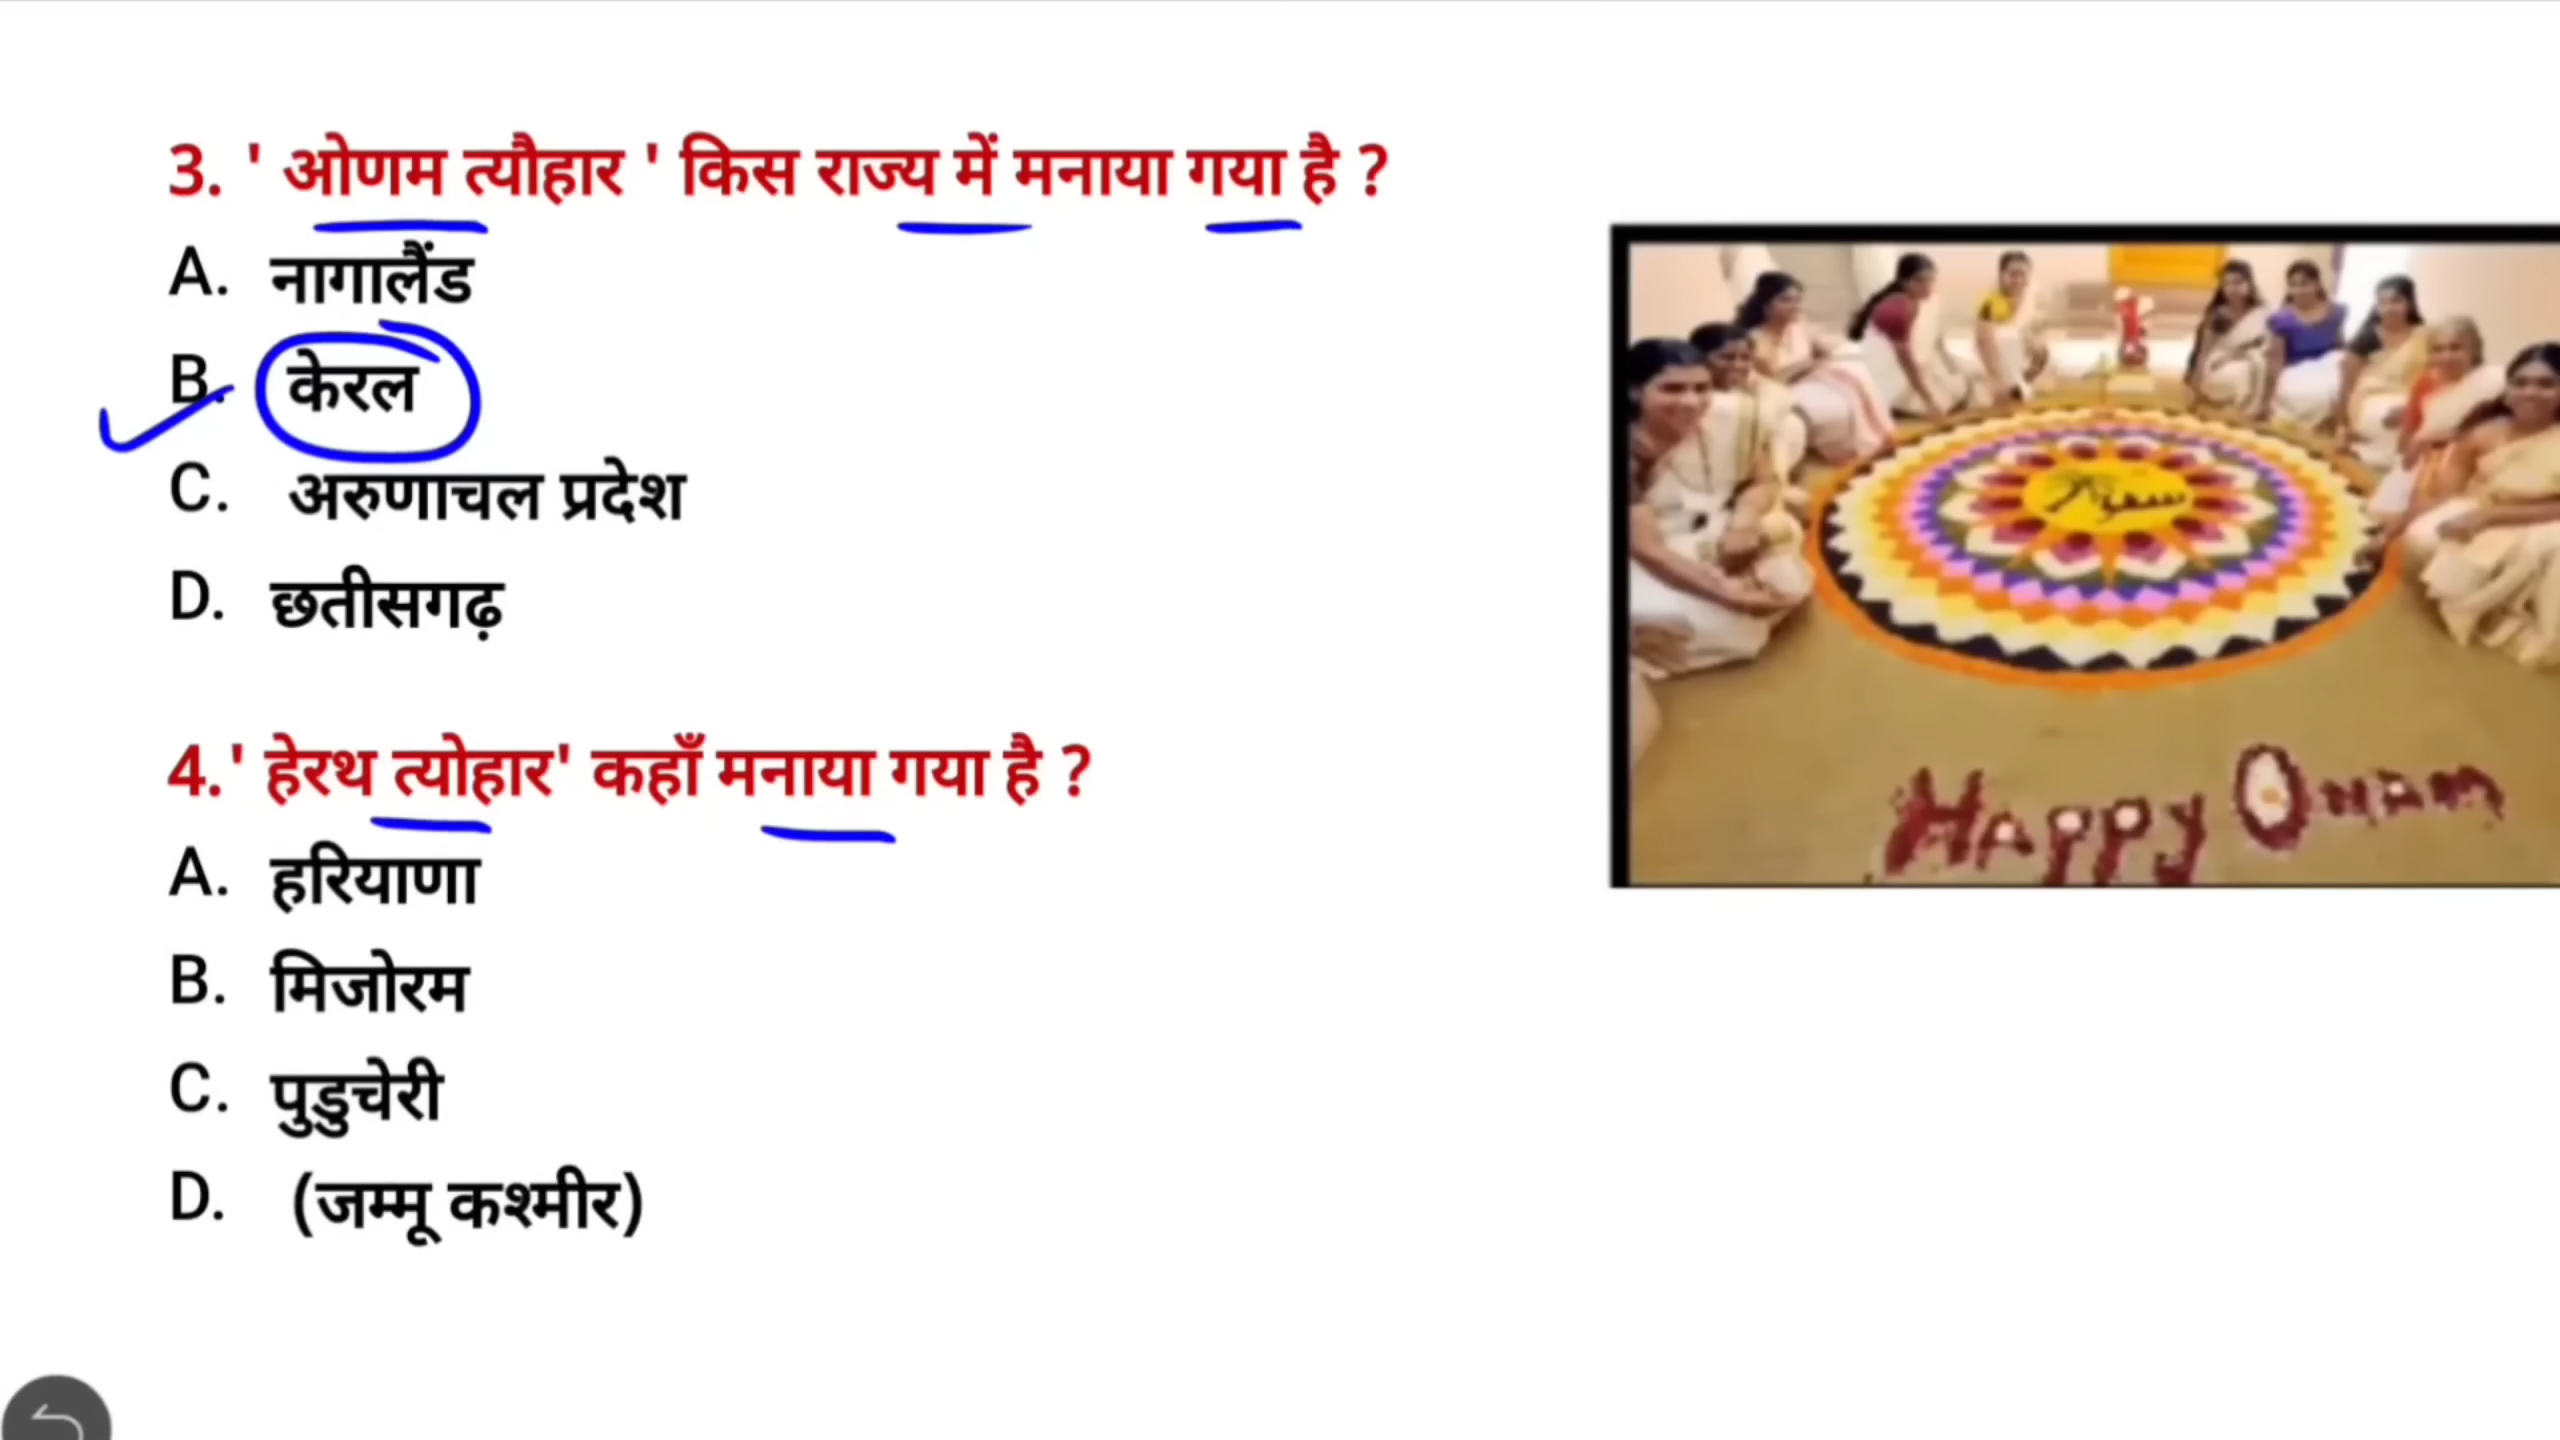 3. ' ओणम त्यौहार ' किस राज्य में मनाया गया है ?
A. नागालैंड
B. केरल
C. अरुणाचल प्रदेश
D. छतीसगढ़
4.' हेरथ त्योहार' कहाँ मनाया गया है ?
A. हरियाणा
B. मिजोरम
C. पुडुचेरी
D. (जम्मू कश्मीर)
Happy Onam